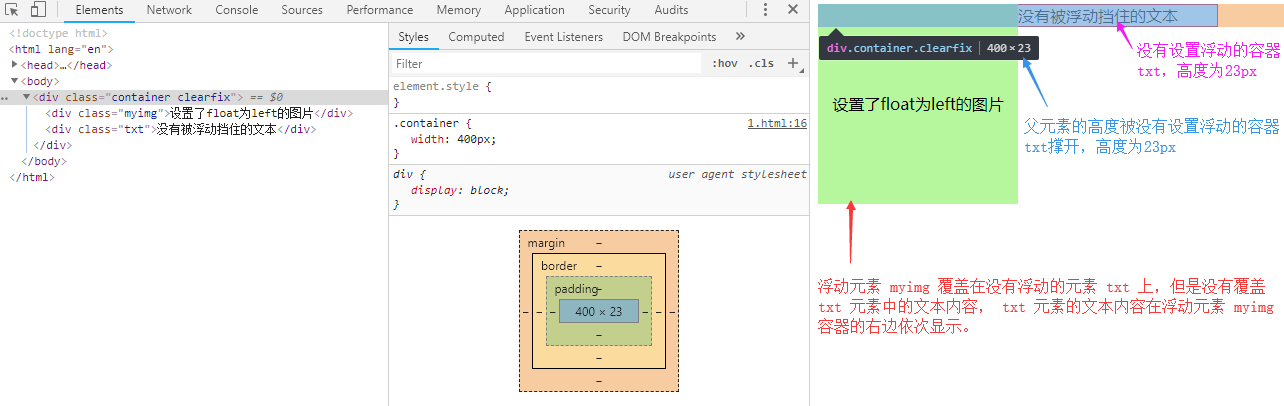 Elements Network Console Sources Performance Memory Application Security Audits
<!doctype html>
<html lang="en">
<head>…</head>
<body>
<div class="container clearfix"> == $0
<div class="myimg">设置了float为left的图片</div>
<div class="txt">没有被浮动挡住的文本</div>
</div>
</body>
</html>
Styles Computed Event Listeners DOM Breakpoints
Filter :hov .cls
element.style {
}
.container { 1.html:16
width: 400px;
}
div { user agent stylesheet
display: block;
}
margin –
border –
padding –
– – – 400 × 23 – – –
–
–
–
没有被浮动挡住的文本
div.container.clearfix | 400×23
设置了float为left的图片
没有设置浮动的容器
txt，高度为23px
父元素的高度被没有设置浮动的容器
txt撑开，高度为23px
浮动元素 myimg 覆盖在没有浮动的元素 txt 上，但是没有覆盖
txt 元素中的文本内容， txt 元素的文本内容在浮动元素 myimg
容器的右边依次显示。